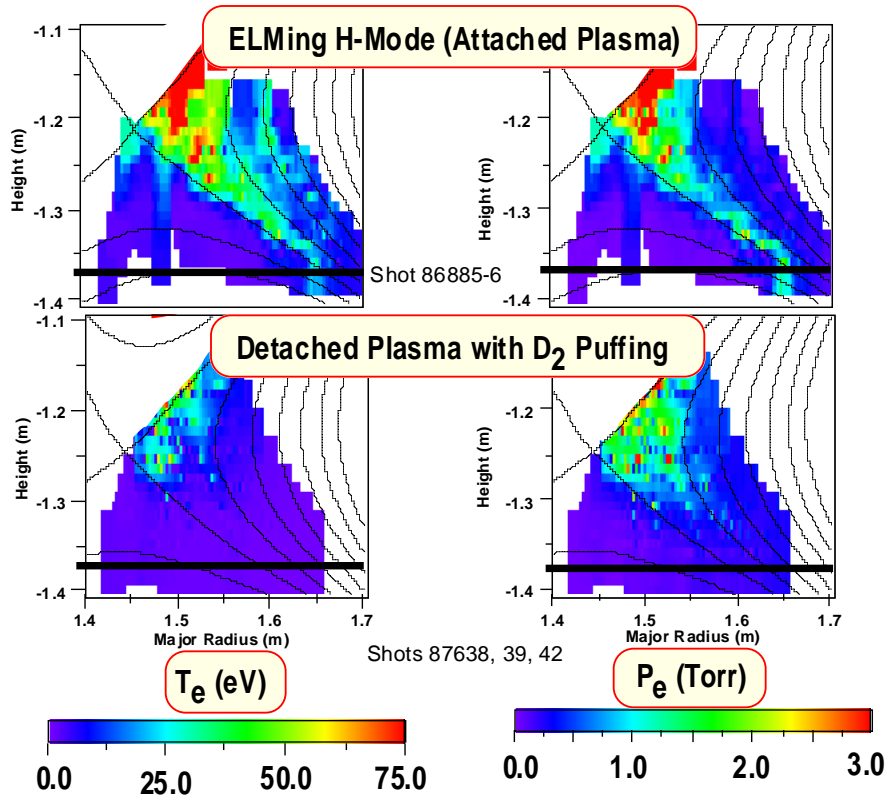 ELMing H-Mode (Attached Plasma)
-1.1
-1.2
-1.3
-1.4
Height (m)
-1.1
-1.2
-1.3
-1.4
Height (m)
Shot 86885-6
Detached Plasma with D2 Puffing
-1.1
-1.2
-1.3
-1.4
Height (m)
1.4 1.5 1.6 1.7
Major Radius (m)
-1.2
-1.3
-1.4
Height (m)
1.4 1.5 1.6 1.7
Major Radius (m)
Shots 87638, 39, 42
Te (eV)
0.0 25.0 50.0 75.0
Pe (Torr)
0.0 1.0 2.0 3.0